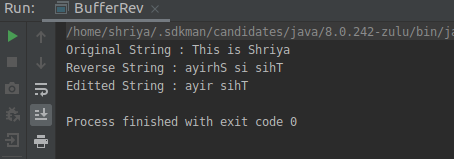 Run: BufferRev
/home/shriya/.sdkman/candidates/java/8.0.242-zulu/bin/ja
Original String : This is Shriya
Reverse String : ayirhS si sihT
Editted String : ayir sihT
Process finished with exit code 0